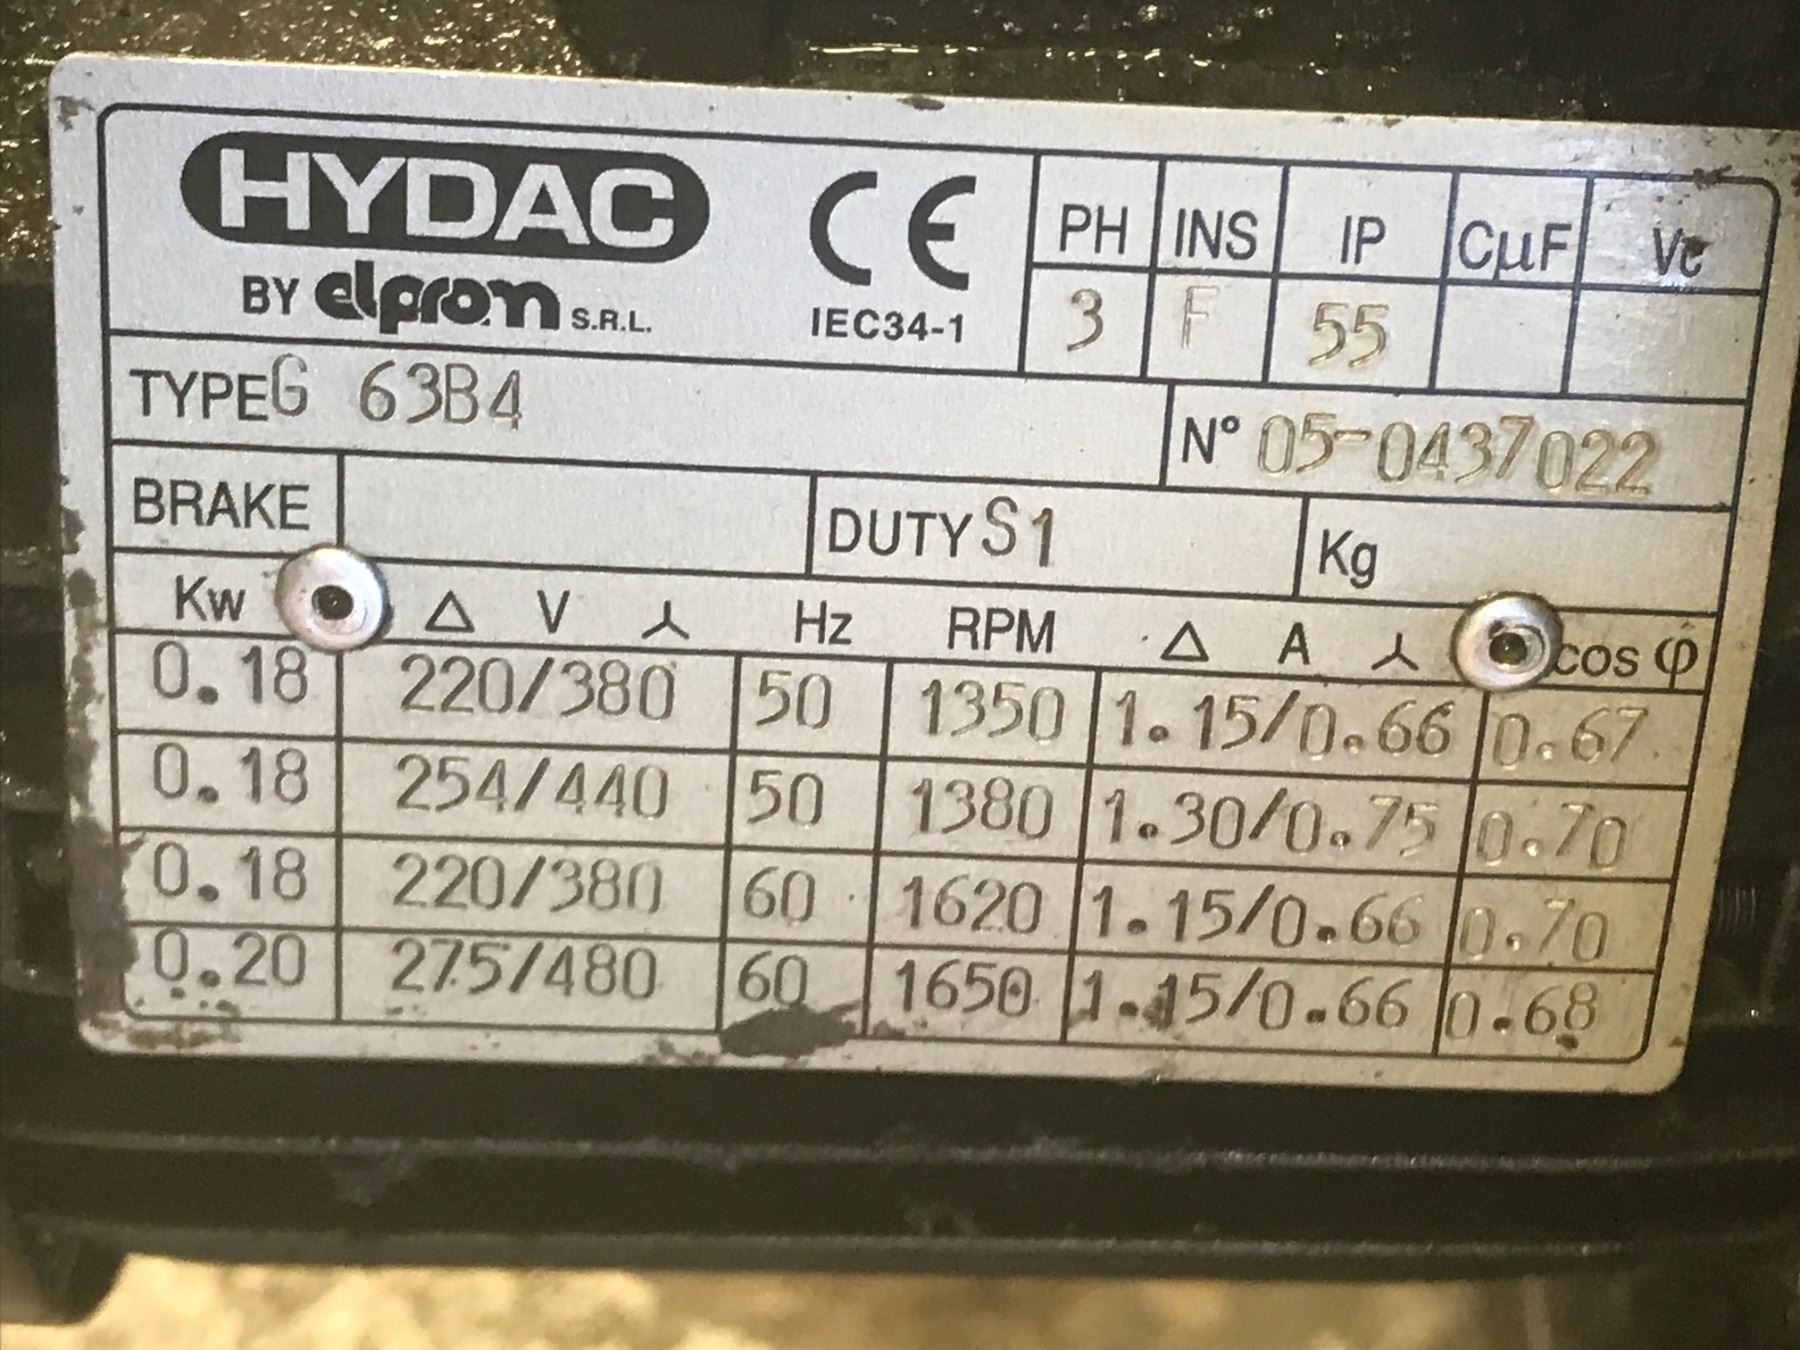 HYDAC
BY elprom S.R.L.
CE
IEC34-1
PH INS IP CµF Vc
3 F 55
TYPE G 63B4
N° 05-0437022
BRAKE DUTY S1 Kg
Kw Δ V ⅄ Hz RPM Δ A ⅄ cos φ
0.18 220/380 50 1350 1.15/0.66 0.67
0.18 254/440 50 1380 1.30/0.75 0.70
0.18 220/380 60 1620 1.15/0.66 0.70
0.20 275/480 60 1650 1.15/0.66 0.68